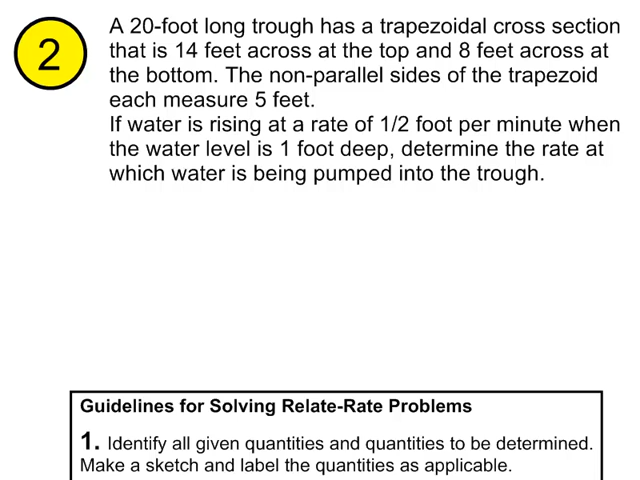 2
A 20-foot long trough has a trapezoidal cross section
that is 14 feet across at the top and 8 feet across at
the bottom. The non-parallel sides of the trapezoid
each measure 5 feet.
If water is rising at a rate of 1/2 foot per minute when
the water level is 1 foot deep, determine the rate at
which water is being pumped into the trough.
Guidelines for Solving Relate-Rate Problems
1. Identify all given quantities and quantities to be determined.
Make a sketch and label the quantities as applicable.